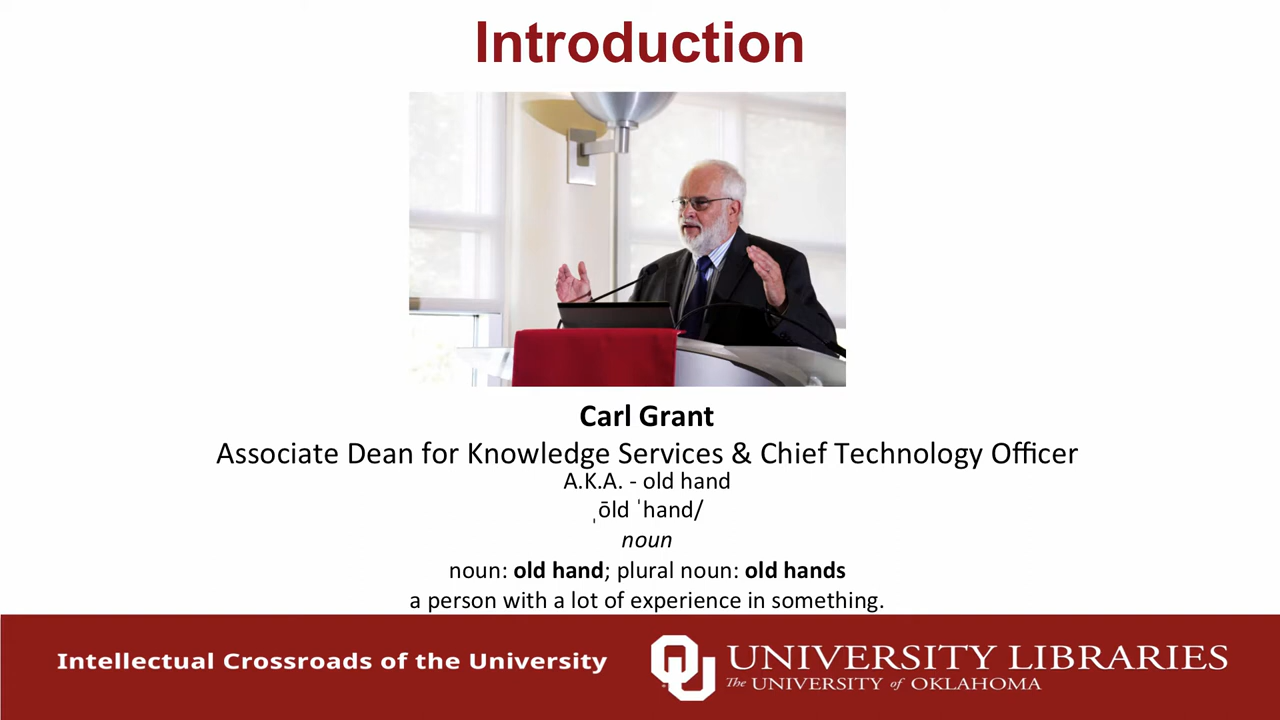 Introduction
Carl Grant
Associate Dean for Knowledge Services & Chief Technology Officer
A.K.A. - old hand
ˌōld ˈhand/
noun
noun: old hand; plural noun: old hands
a person with a lot of experience in something.
Intellectual Crossroads of the University
OU
UNIVERSITY LIBRARIES
The UNIVERSITY of OKLAHOMA